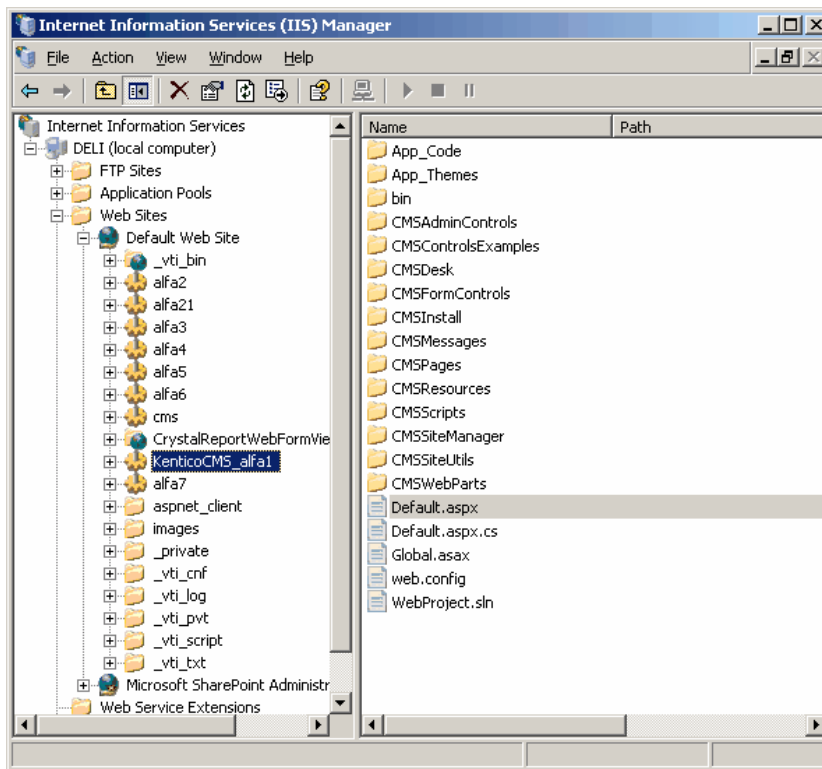 Internet Information Services (IIS) Manager
File Action View Window Help
Internet Information Services
DELI (local computer)
FTP Sites
Application Pools
Web Sites
Default Web Site
_vti_bin
alfa2
alfa21
alfa3
alfa4
alfa5
alfa6
cms
CrystalReportWebFormVie
KenticoCMS_alfa1
alfa7
aspnet_client
images
_private
_vti_cnf
_vti_log
_vti_pvt
_vti_script
_vti_txt
Microsoft SharePoint Administr
Web Service Extensions
Name Path
App_Code
App_Themes
bin
CMSAdminControls
CMSControlsExamples
CMSDesk
CMSFormControls
CMSInstall
CMSMessages
CMSPages
CMSResources
CMSScripts
CMSSiteManager
CMSSiteUtils
CMSWebParts
Default.aspx
Default.aspx.cs
Global.asax
web.config
WebProject.sln